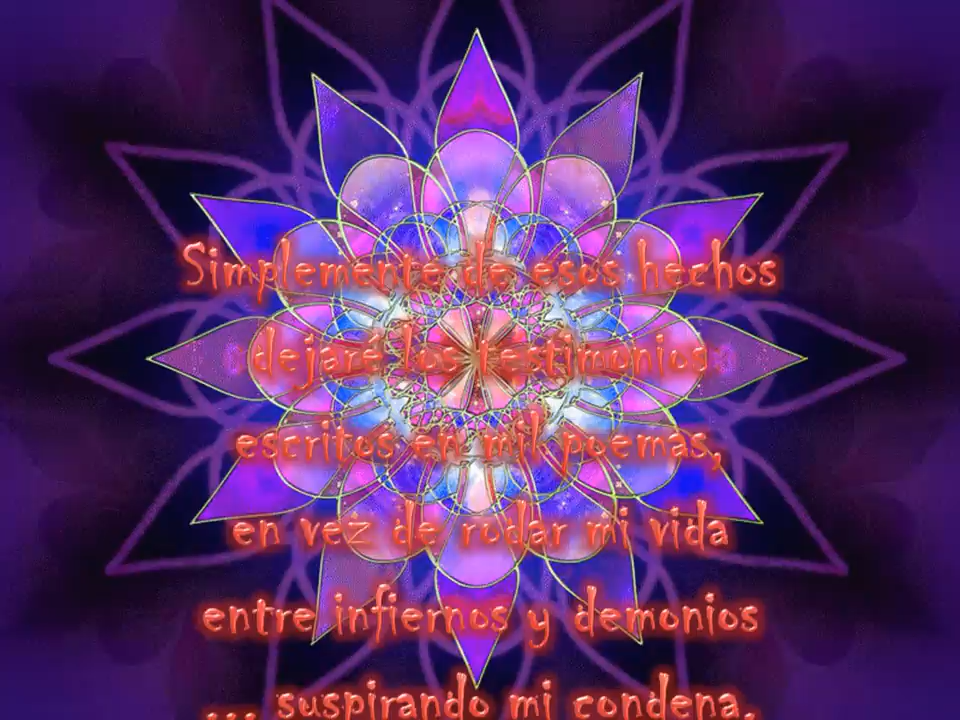 Simplemente de esos hechos
dejaré los testimonios
escritos en mil poemas,
en vez de rodar mi vida
entre infiernos y demonios
... suspirando mi condena.